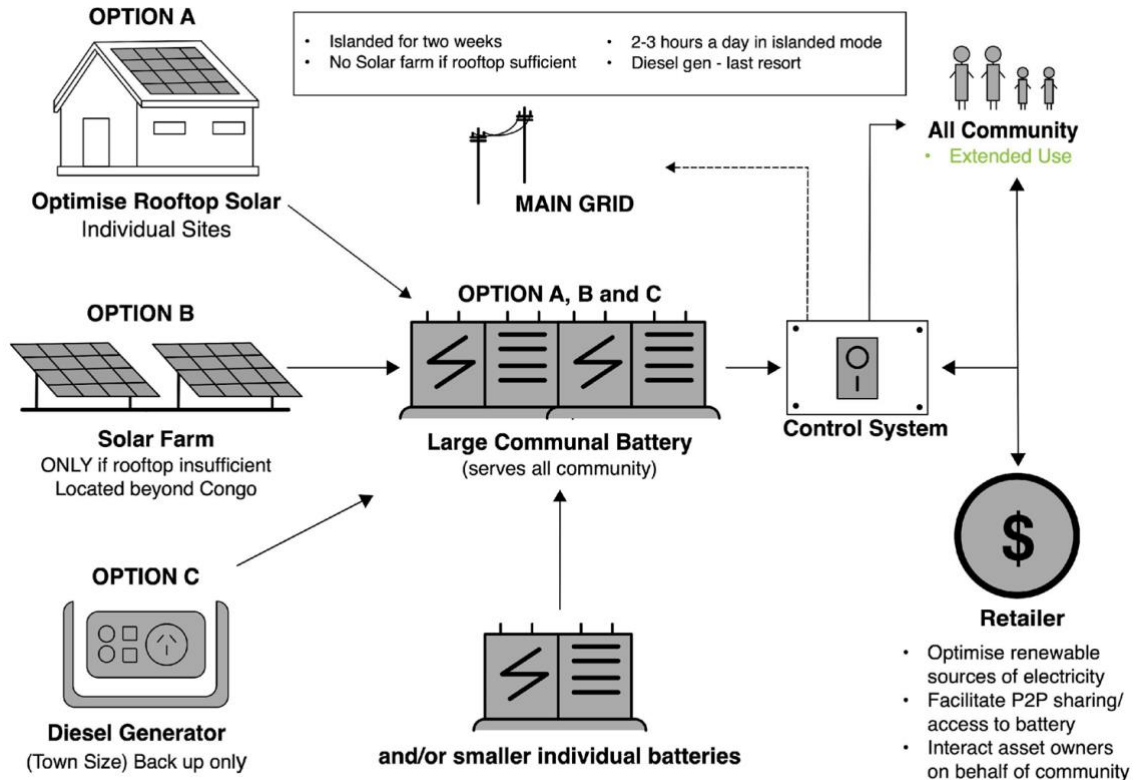 OPTION A
• Islanded for two weeks
• No Solar farm if rooftop sufficient
• 2-3 hours a day in islanded mode
• Diesel gen - last resort
All Community
• Extended Use
Optimise Rooftop Solar
Individual Sites
MAIN GRID
OPTION B
OPTION A, B and C
Solar Farm
ONLY if rooftop insufficient
Located beyond Congo
Large Communal Battery
(serves all community)
Control System
OPTION C
$
Diesel Generator
(Town Size) Back up only
and/or smaller individual batteries
Retailer
• Optimise renewable
sources of electricity
• Facilitate P2P sharing/
access to battery
• Interact asset owners
on behalf of community